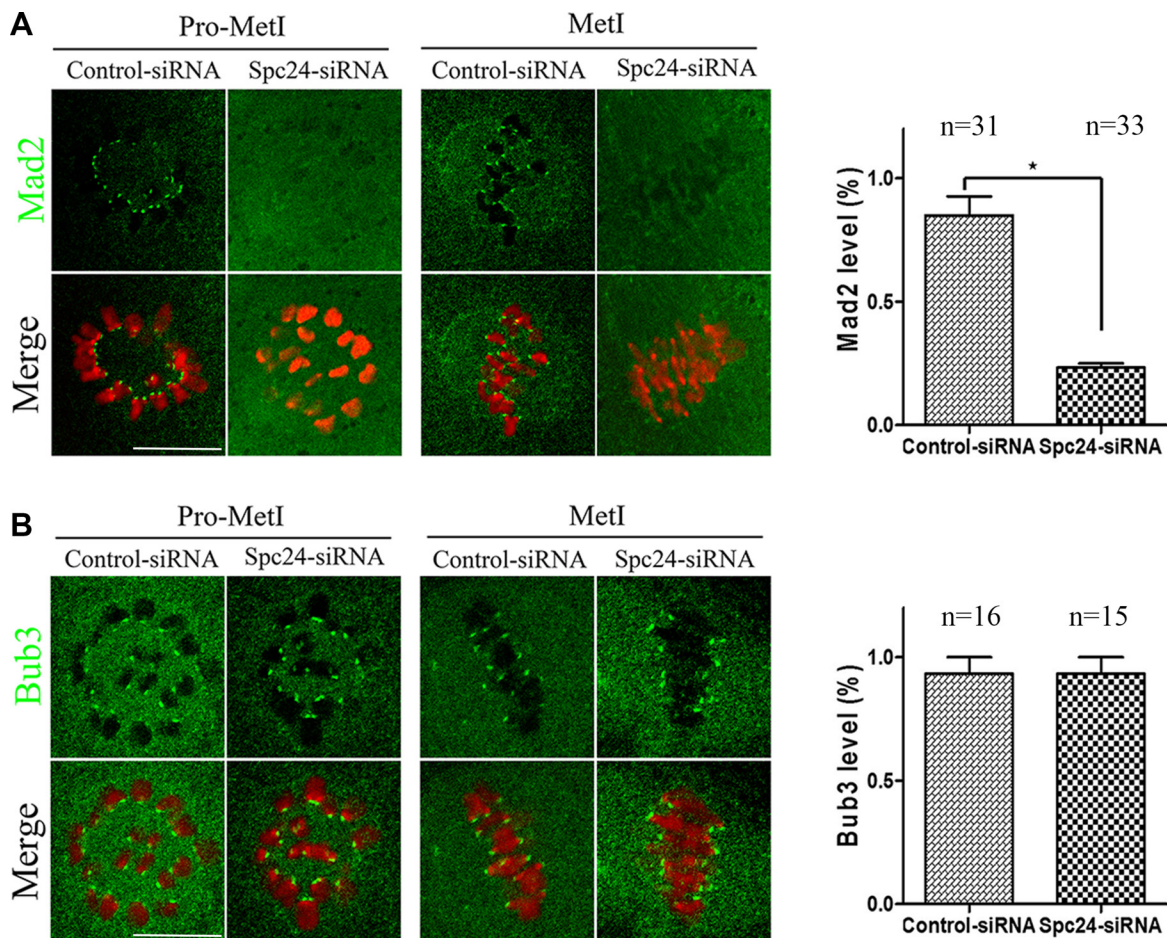 A
Pro-MetI
MetI
Control-siRNA
Spc24-siRNA
Control-siRNA
Spc24-siRNA
Mad2
Merge
n=31
n=33
*
Mad2 level (%)
1.0
0.5
0.0
Control-siRNA
Spc24-siRNA
B
Pro-MetI
MetI
Control-siRNA
Spc24-siRNA
Control-siRNA
Spc24-siRNA
Bub3
Merge
n=16
n=15
Bub3 level (%)
1.0
0.5
0.0
Control-siRNA
Spc24-siRNA